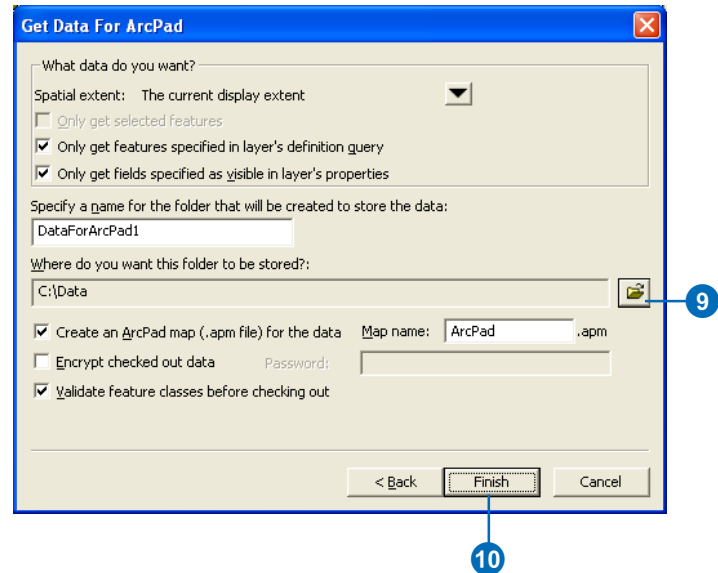 Get Data For ArcPad
What data do you want?
Spatial extent: The current display extent
Only get selected features
Only get features specified in layer's definition query
Only get fields specified as visible in layer's properties
Specify a name for the folder that will be created to store the data:
DataForArcPad1
Where do you want this folder to be stored?:
C:\Data
9
Create an ArcPad map (.apm file) for the data Map name: ArcPad .apm
Encrypt checked out data Password:
Validate feature classes before checking out
< Back Finish Cancel
10